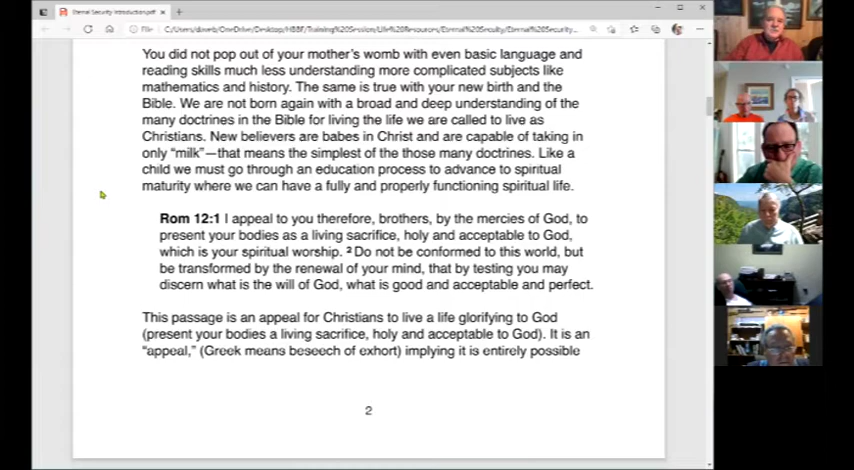 Eternal Security Introduction.pdf
File
You did not pop out of your mother's womb with even basic language and
reading skills much less understanding more complicated subjects like
mathematics and history. The same is true with your new birth and the
Bible. We are not born again with a broad and deep understanding of the
many doctrines in the Bible for living the life we are called to live as
Christians. New believers are babes in Christ and are capable of taking in
only “milk”—that means the simplest of the those many doctrines. Like a
child we must go through an education process to advance to spiritual
maturity where we can have a fully and properly functioning spiritual life.
Rom 12:1 I appeal to you therefore, brothers, by the mercies of God, to
present your bodies as a living sacrifice, holy and acceptable to God,
which is your spiritual worship. ² Do not be conformed to this world, but
be transformed by the renewal of your mind, that by testing you may
discern what is the will of God, what is good and acceptable and perfect.
This passage is an appeal for Christians to live a life glorifying to God
(present your bodies a living sacrifice, holy and acceptable to God). It is an
“appeal,” (Greek means beseech of exhort) implying it is entirely possible
2